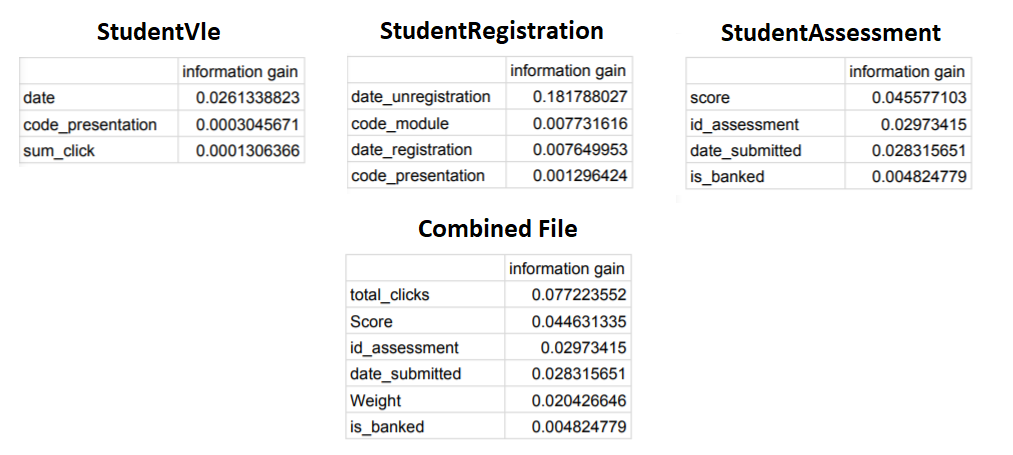 StudentVle
information gain
date 0.0261338823
code_presentation 0.0003045671
sum_click 0.0001306366
StudentRegistration
information gain
date_unregistration 0.181788027
code_module 0.007731616
date_registration 0.007649953
code_presentation 0.001296424
StudentAssessment
information gain
score 0.045577103
id_assessment 0.02973415
date_submitted 0.028315651
is_banked 0.004824779
Combined File
information gain
total_clicks 0.077223552
Score 0.044631335
id_assessment 0.02973415
date_submitted 0.028315651
Weight 0.020426646
is_banked 0.004824779